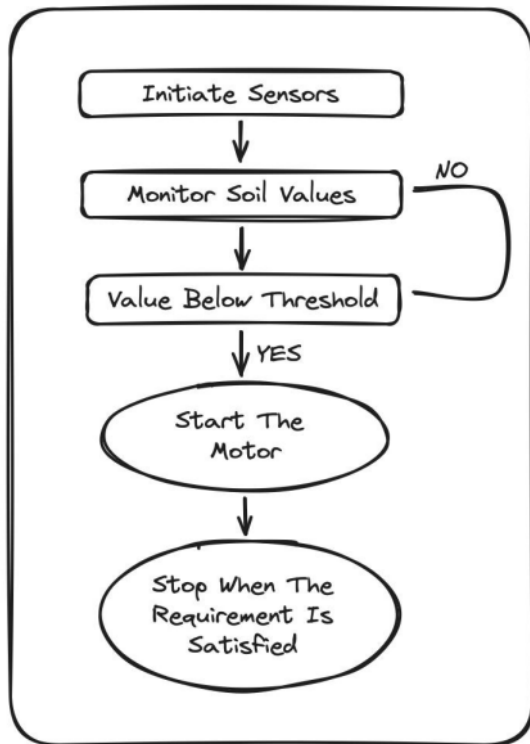 Initiate Sensors
Monitor Soil Values
NO
Value Below Threshold
YES
Start The
Motor
Stop When The
Requirement Is
Satisfied